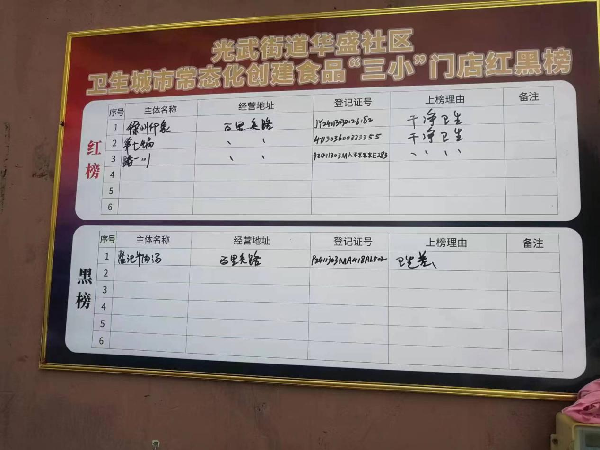 光武街道华盛社区
卫生城市常态化创建食品“三小”门店红黑榜
红榜
序号 主体名称 经营地址 登记证号 上榜理由 备注
1 百里奚路 干净卫生
2 、 、 干净卫生
3 、 、 、、、、
4
5
6
黑榜
序号 主体名称 经营地址 登记证号 上榜理由 备注
1 百里奚路 卫生差
2
3
4
5
6